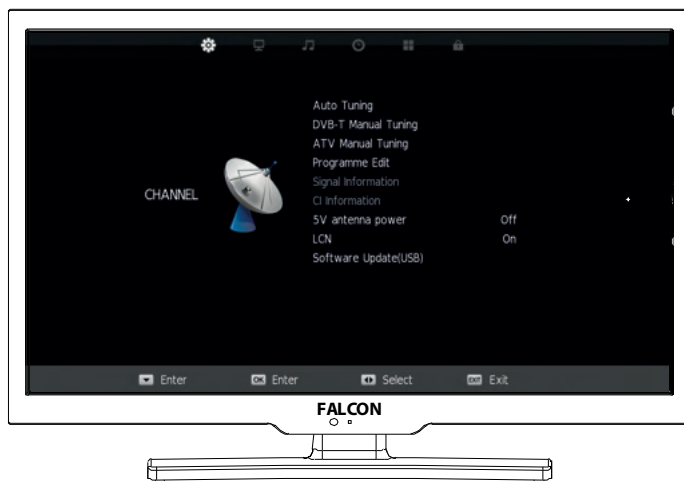 Auto Tuning
DVB-T Manual Tuning
ATV Manual Tuning
Programme Edit
Signal Information
CHANNEL
CI Information
5V antenna power Off
LCN On
Software Update(USB)
Enter OK Enter Select EXIT Exit
FALCON